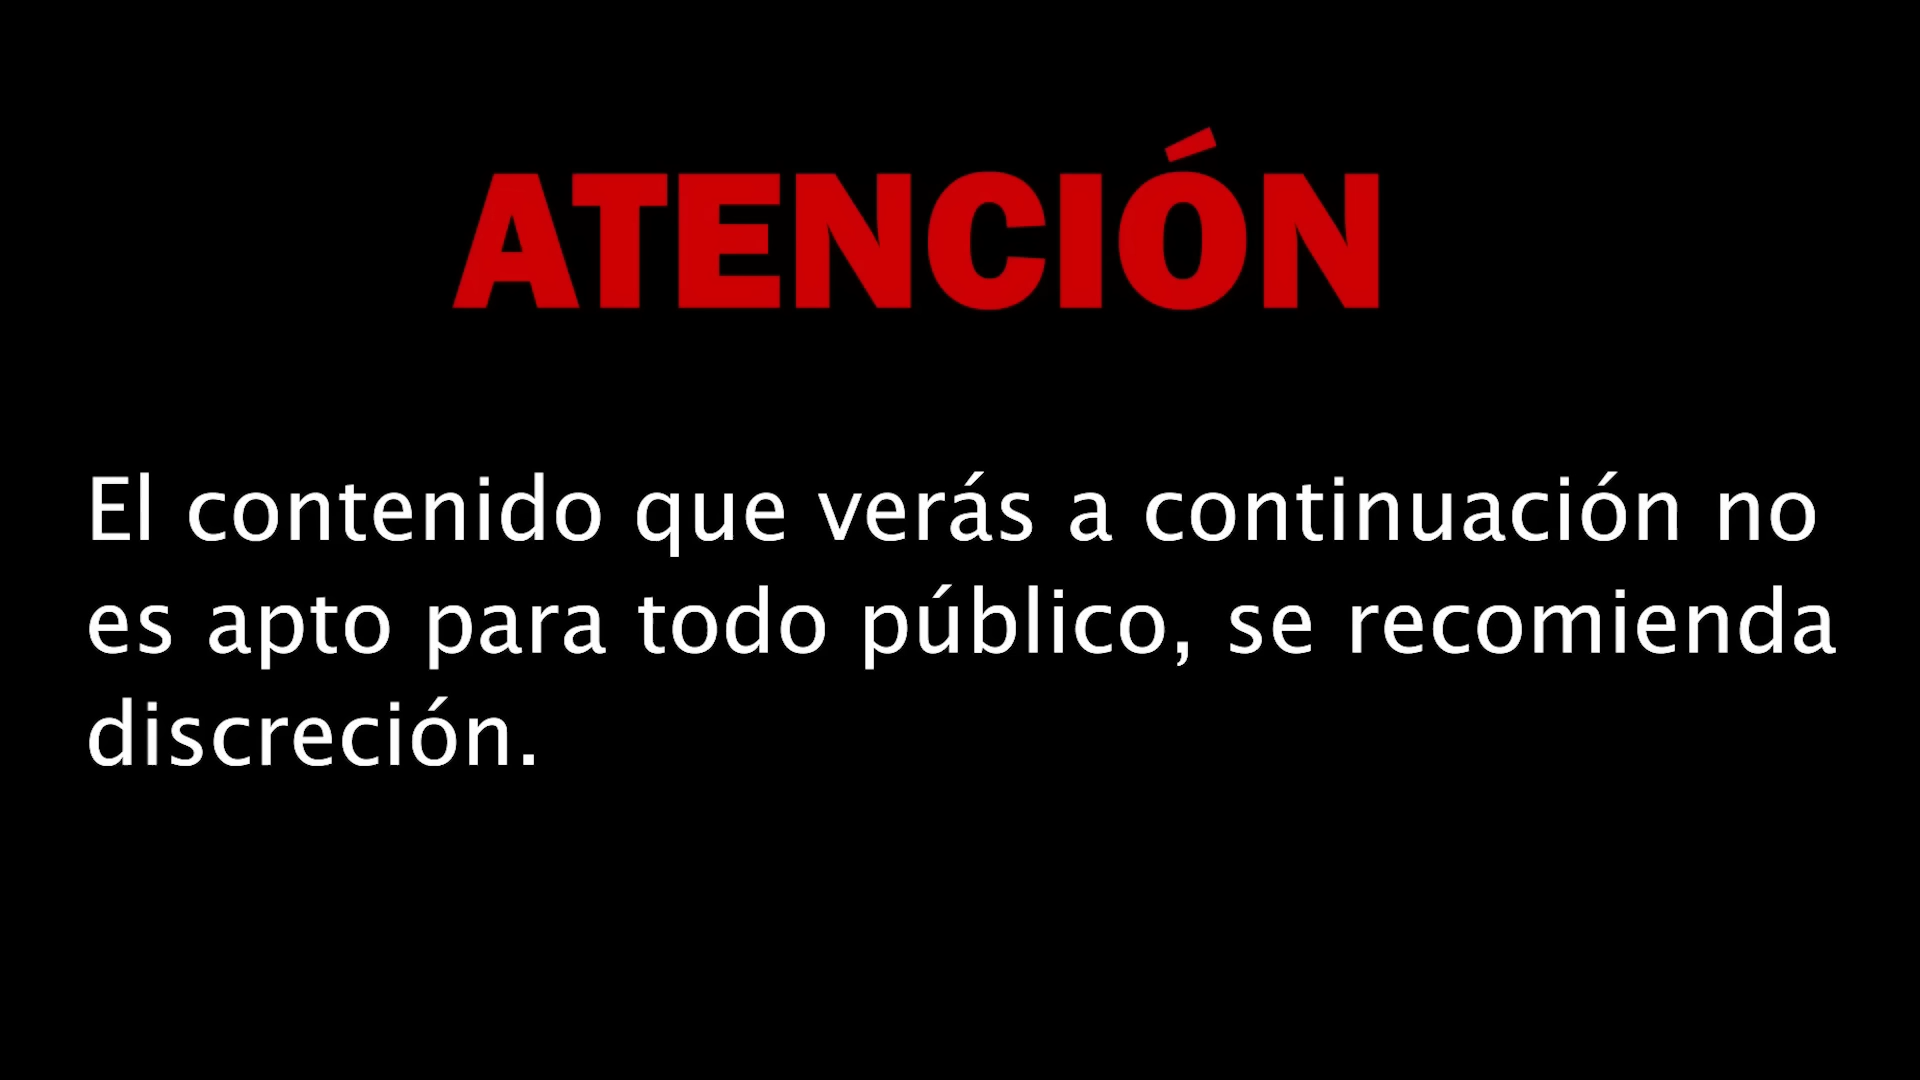 ATENCIÓN
El contenido que verás a continuación no
es apto para todo público, se recomienda
discreción.